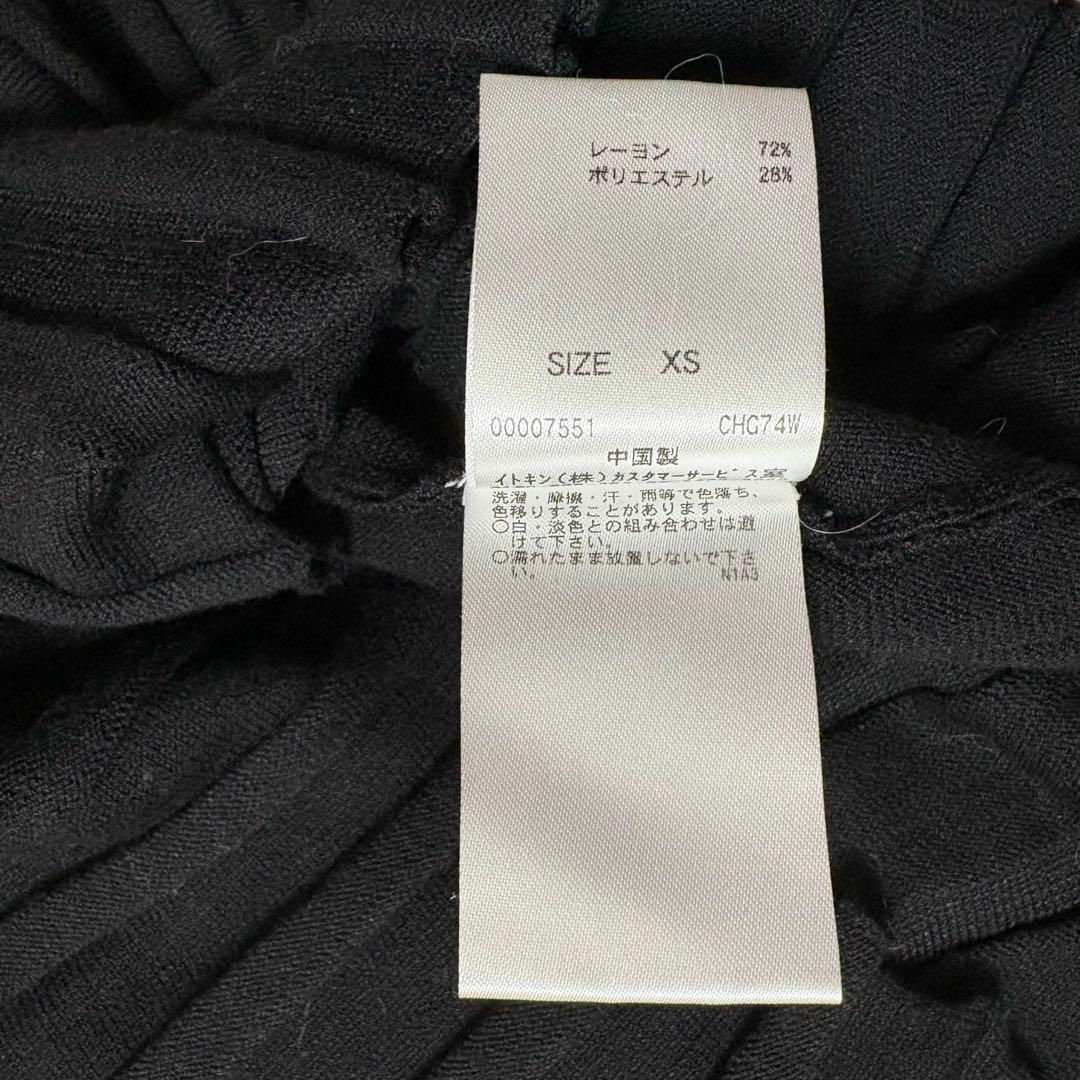 レーヨン 72%
ポリエステル 28%
SIZE XS
00007551 CHG74W
中国製
イトキン(株)カスタマーサービス室
洗濯・摩擦・汗・雨等で色落ち、
色移りすることがあります。
○白・淡色との組み合わせは避
けて下さい。
○濡れたまま放置しないで下さ
い。 N1A3